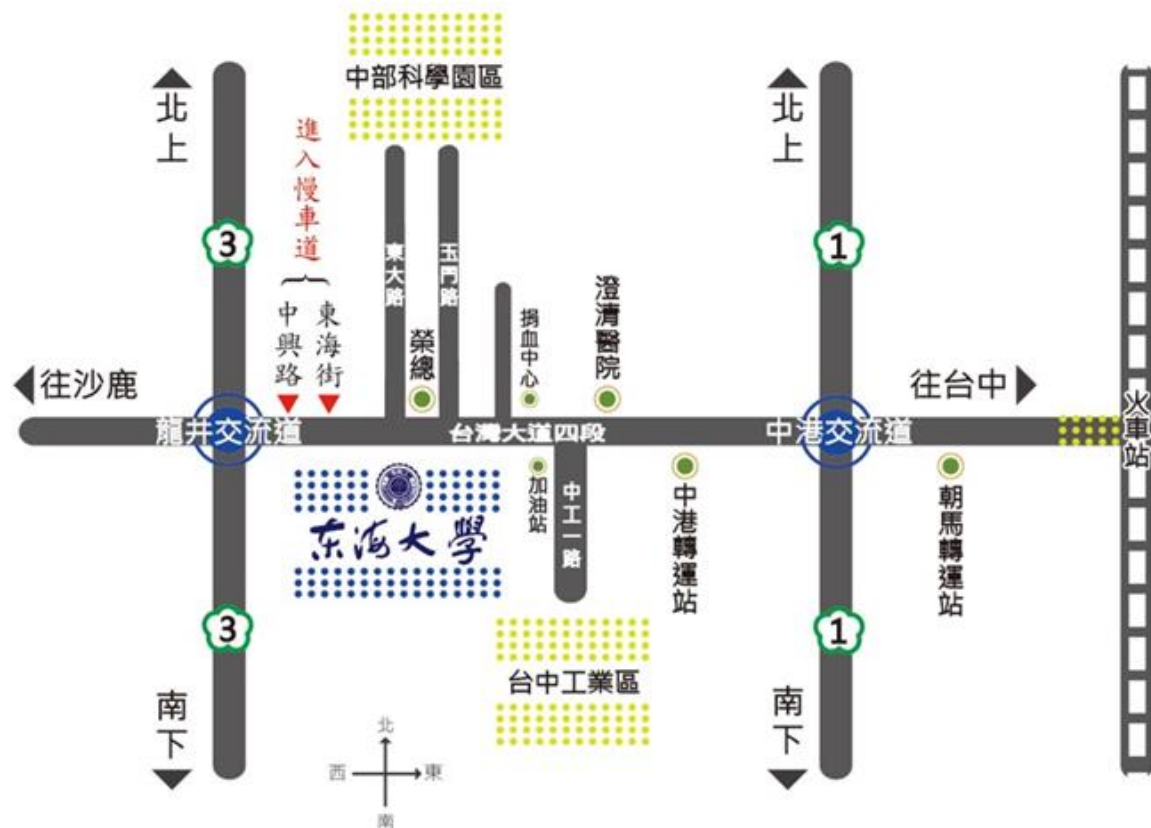 中部科學園區
北上
北上
進入慢車道
3
1
東大路
玉門路
中興路
東海街
榮總
捐血中心
澄清醫院
往沙鹿
往台中
火車站
龍井交流道
台灣大道四段
中港交流道
加油站
中工一路
中港轉運站
朝馬轉運站
东海大學
3
1
台中工業區
南下
南下
北
西
東
南